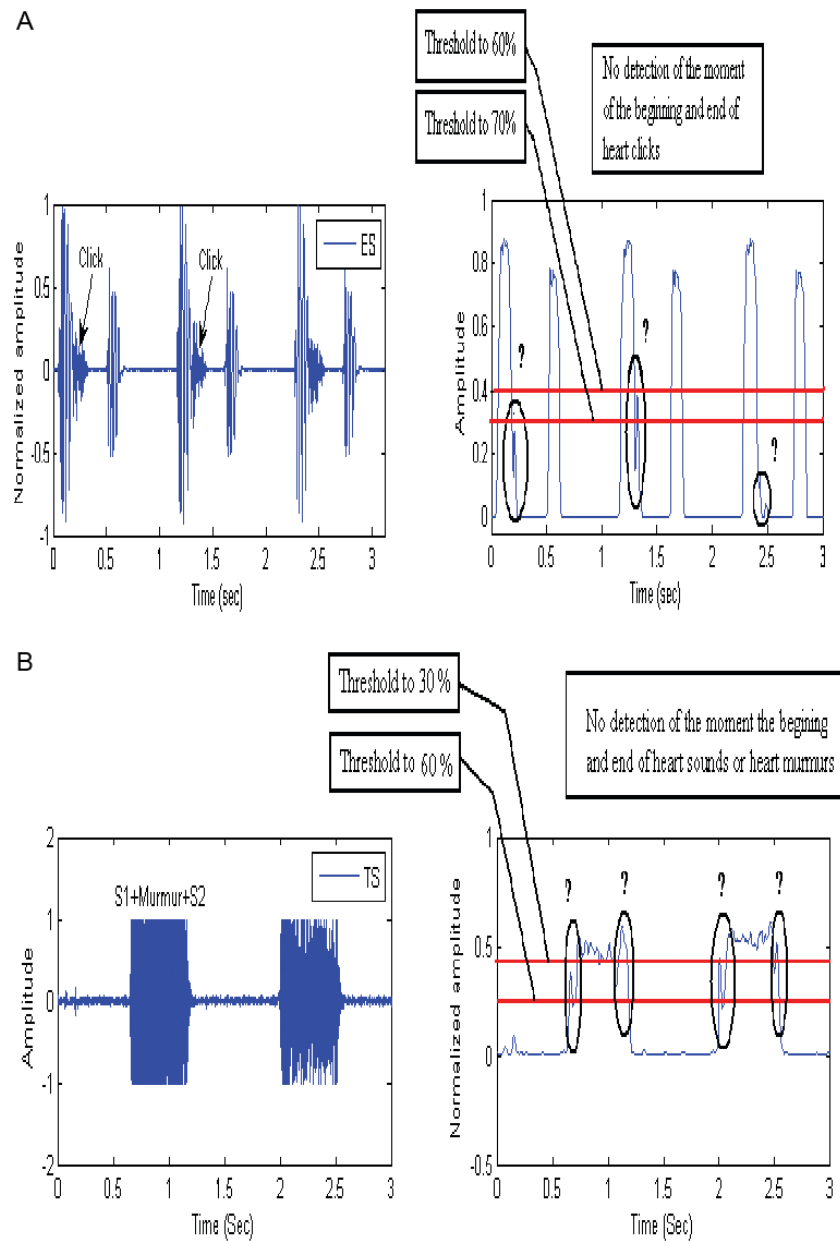 A
Threshold to 60%
Threshold to 70%
No detection of the moment
of the beginning and end of
heart clicks
Normalized amplitude
1
0.5
0
-0.5
-1
ES
Click
Click
0 0.5 1 1.5 2 2.5 3
Time (sec)
Amplitude
1
0.8
0.6
0.4
0.2
0
?
?
?
0 0.5 1 1.5 2 2.5 3
Time (sec)
B
Threshold to 30 %
Threshold to 60 %
No detection of the moment the begining
and end of heart sounds or heart murmurs
Amplitude
2
1
0
-1
-2
TS
S1+Murmur+S2
0 0.5 1 1.5 2 2.5 3
Time (Sec)
Normalized amplitude
1
0.5
0
-0.5
?
?
?
?
0 0.5 1 1.5 2 2.5 3
Time (Sec)